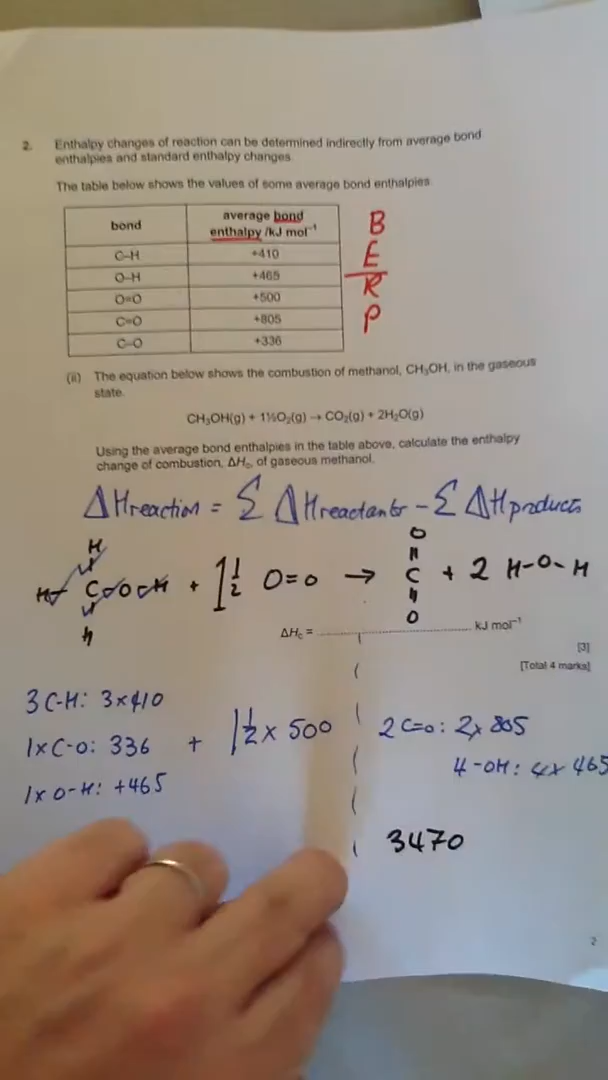 2. Enthalpy changes of reaction can be determined indirectly from average bond
enthalpies and standard enthalpy changes.
The table below shows the values of some average bond enthalpies.
bond average bond enthalpy /kJ mol⁻¹
C–H +410
O–H +465
O=O +500
C=O +805
C–O +336
B
E
R
P
(ii) The equation below shows the combustion of methanol, CH₃OH, in the gaseous
state.
CH₃OH(g) + 1½O₂(g) → CO₂(g) + 2H₂O(g)
Using the average bond enthalpies in the table above, calculate the enthalpy
change of combustion, ΔHc, of gaseous methanol.
ΔHreaction = Σ ΔHreactants – Σ ΔHproducts
H
H–C–O–H + 1½ O=O → O=C=O + 2 H–O–H
H
ΔHc = ........................ kJ mol⁻¹
[3]
[Total 4 marks]
3 C–H: 3×410
1×C–O: 336 + 1½ × 500 2 C=O: 2× 805
4 –OH: 4× 465
1× O–H: +465
3470
2